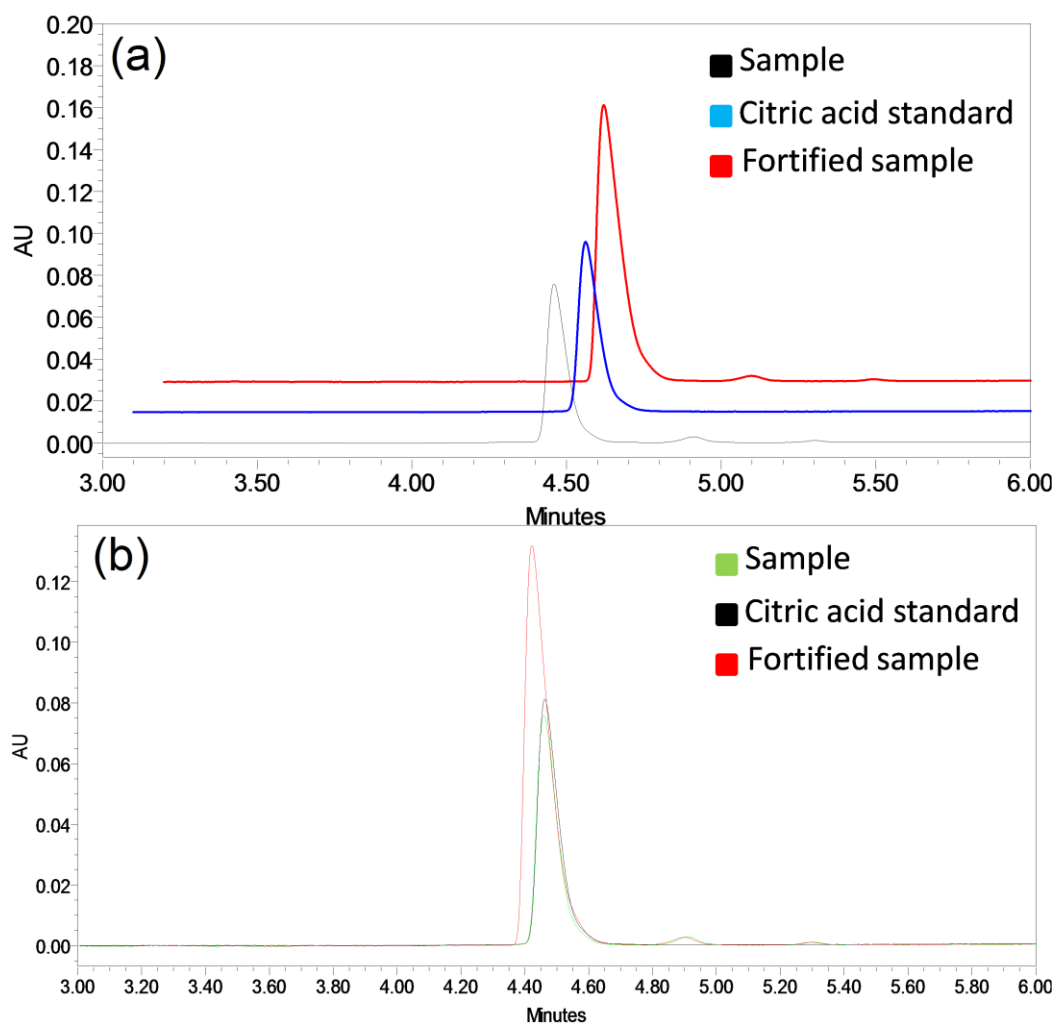 (a)
Sample
Citric acid standard
Fortified sample
AU
0.20
0.18
0.16
0.14
0.12
0.10
0.08
0.06
0.04
0.02
0.00
3.00 3.50 4.00 4.50 5.00 5.50 6.00
Minutes
(b)
Sample
Citric acid standard
Fortified sample
AU
0.12
0.10
0.08
0.06
0.04
0.02
0.00
3.00 3.20 3.40 3.60 3.80 4.00 4.20 4.40 4.60 4.80 5.00 5.20 5.40 5.60 5.80 6.00
Minutes